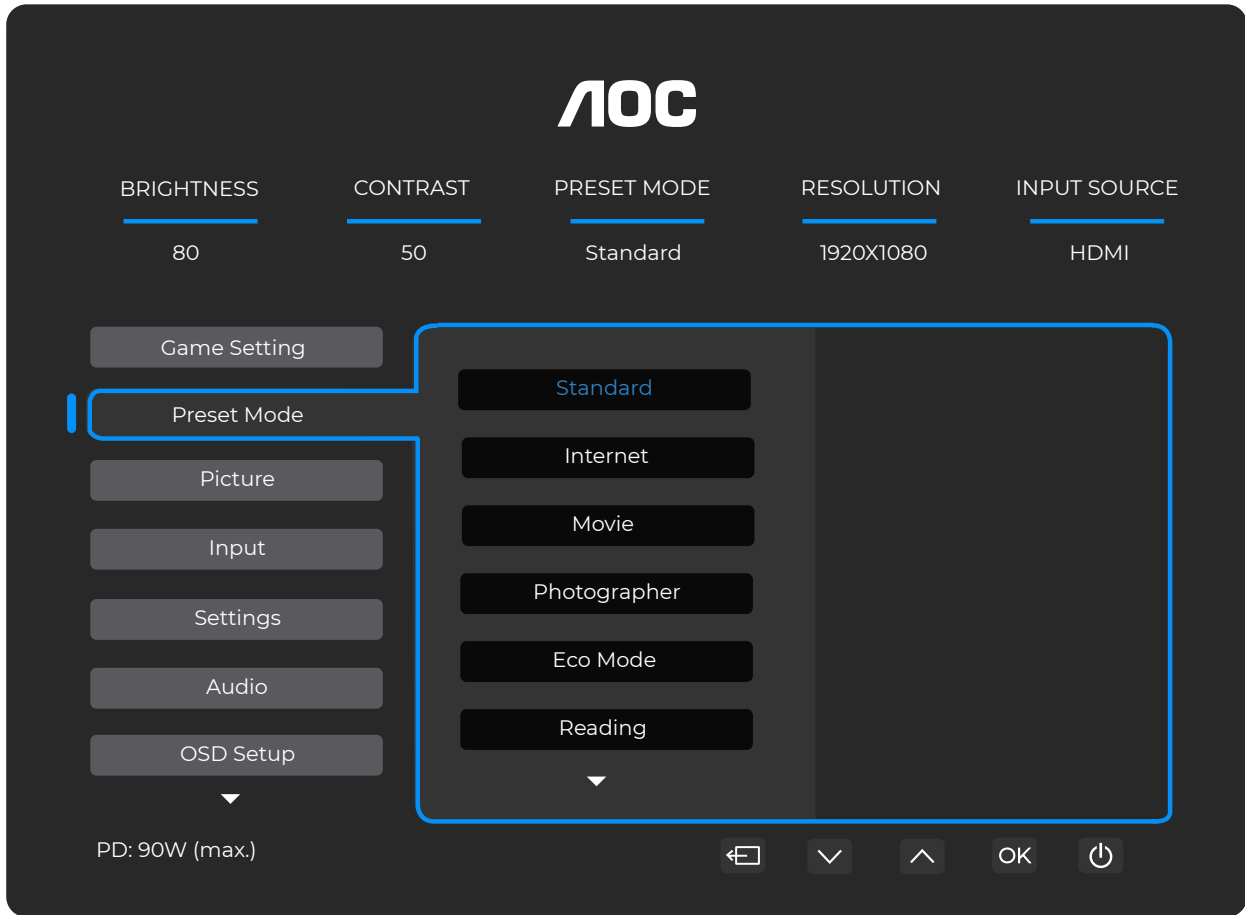 AOC
BRIGHTNESS CONTRAST PRESET MODE RESOLUTION INPUT SOURCE
80 50 Standard 1920X1080 HDMI
Game Setting
Preset Mode
Picture
Input
Settings
Audio
OSD Setup
Standard
Internet
Movie
Photographer
Eco Mode
Reading
PD: 90W (max.)
OK